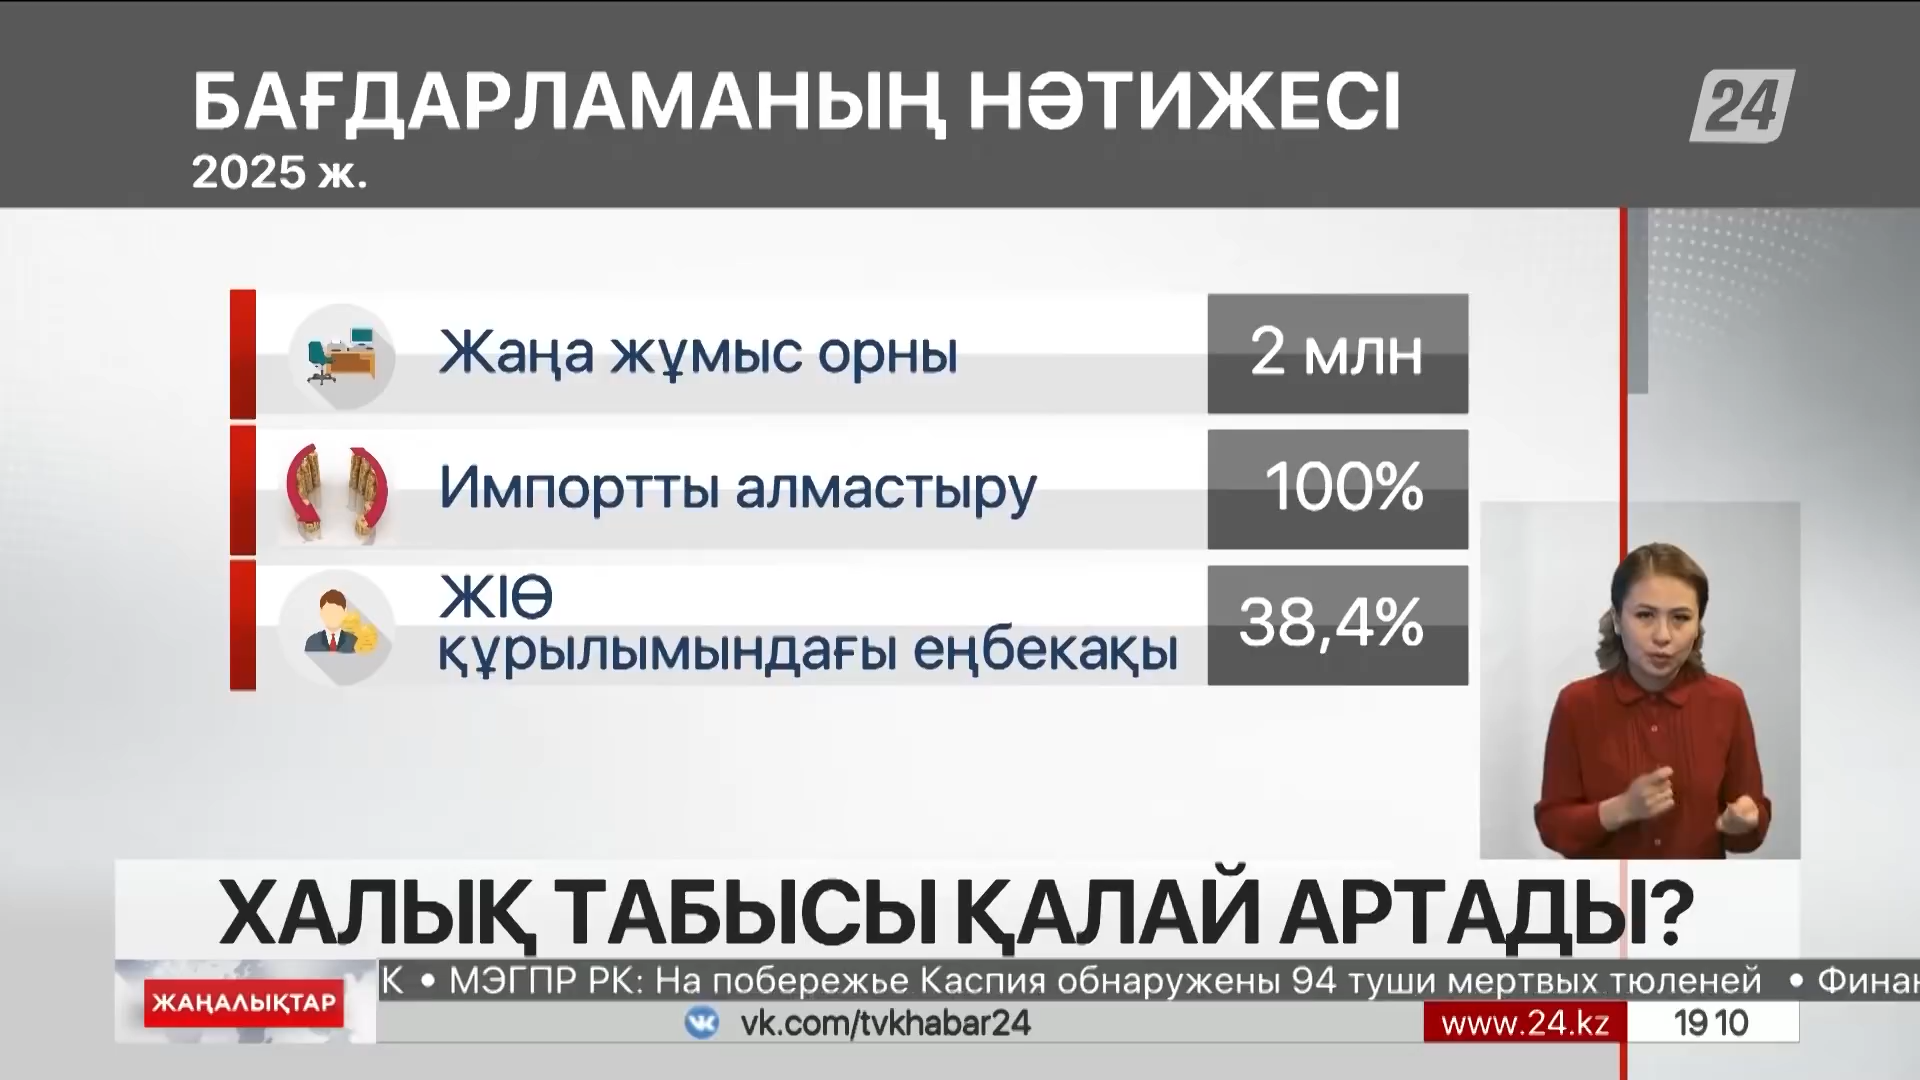 БАҒДАРЛАМАНЫҢ НӘТИЖЕСІ
24
2025 ж.
Жаңа жұмыс орны
2 млн
Импортты алмастыру
100%
ЖІӨ
құрылымындағы еңбекақы
38,4%
ХАЛЫҚ ТАБЫСЫ ҚАЛАЙ АРТАДЫ?
ЖАҢАЛЫҚТАР
К • МЭГПР РК: На побережье Каспия обнаружены 94 туши мертвых тюленей • Финан
vk.com/tvkhabar24
www.24.kz
19 10